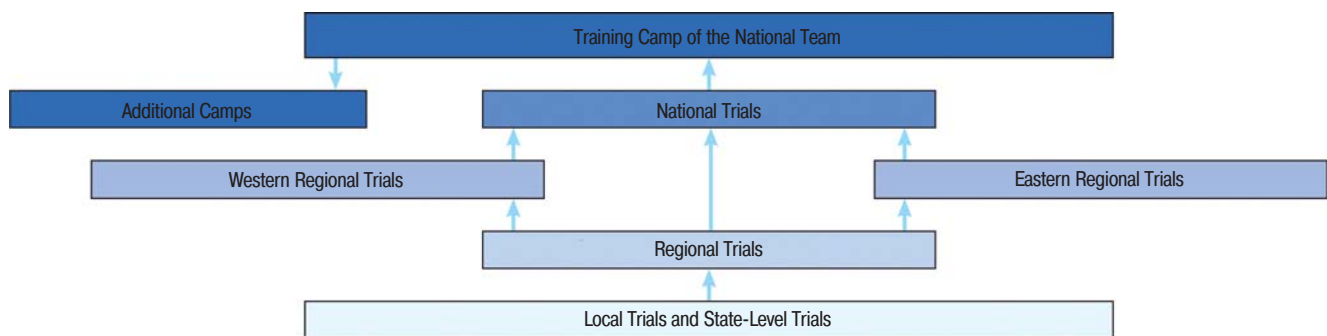 Training Camp of the National Team
Additional Camps
National Trials
Western Regional Trials
Eastern Regional Trials
Regional Trials
Local Trials and State-Level Trials